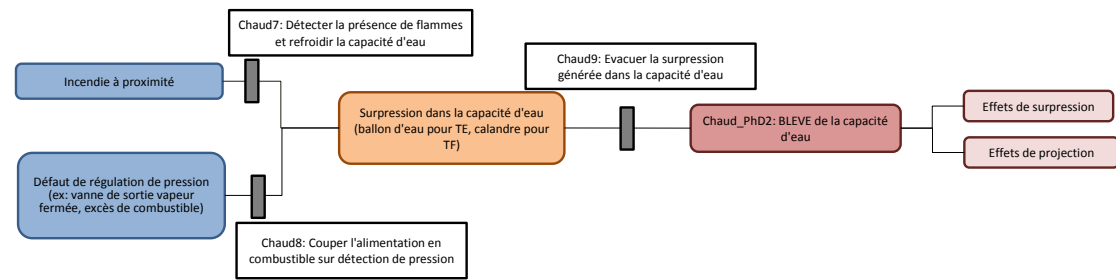 Chaud7: Détecter la présence de flammes
et refroidir la capacité d'eau
Chaud9: Evacuer la surpression
générée dans la capacité d'eau
Incendie à proximité
Surpression dans la capacité d'eau
(ballon d'eau pour TE, calandre pour
TF)
Chaud_PhD2: BLEVE de la capacité
d'eau
Effets de surpression
Effets de projection
Défaut de régulation de pression
(ex: vanne de sortie vapeur
fermée, excès de combustible)
Chaud8: Couper l'alimentation en
combustible sur détection de pression